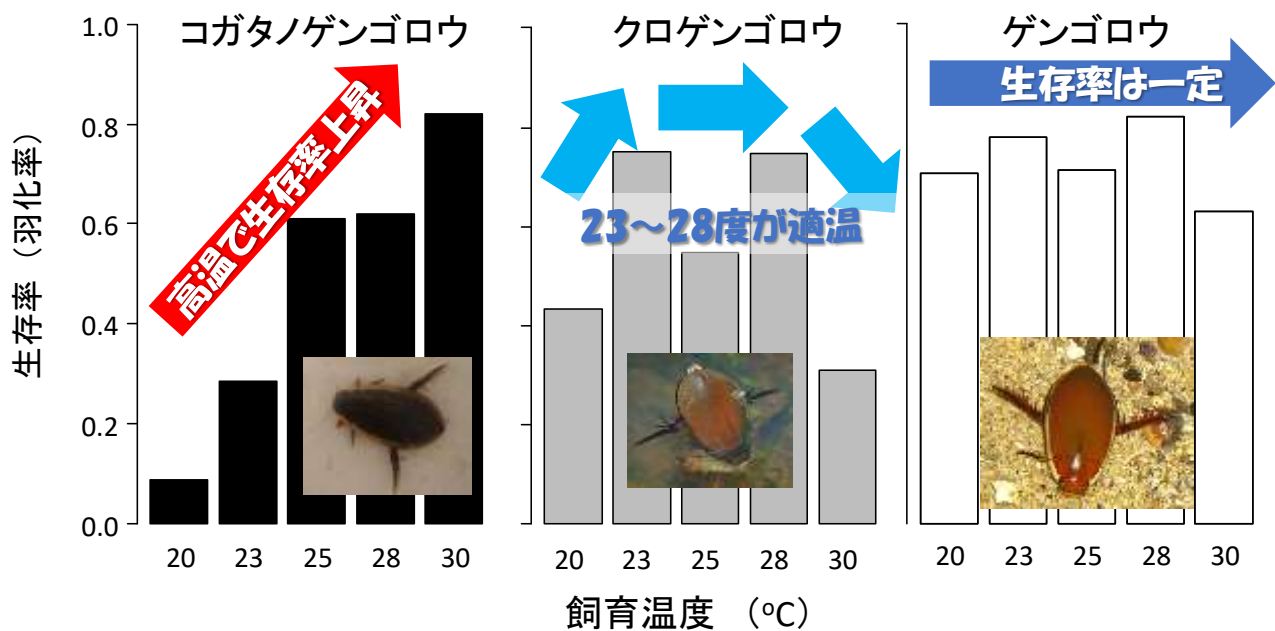 コガタノゲンゴロウ
クロゲンゴロウ
ゲンゴロウ
高温で生存率上昇
23～28度が適温
生存率は一定
生存率（羽化率）
1.0
0.8
0.6
0.4
0.2
0.0
20 23 25 28 30
20 23 25 28 30
20 23 25 28 30
飼育温度 （ºC）